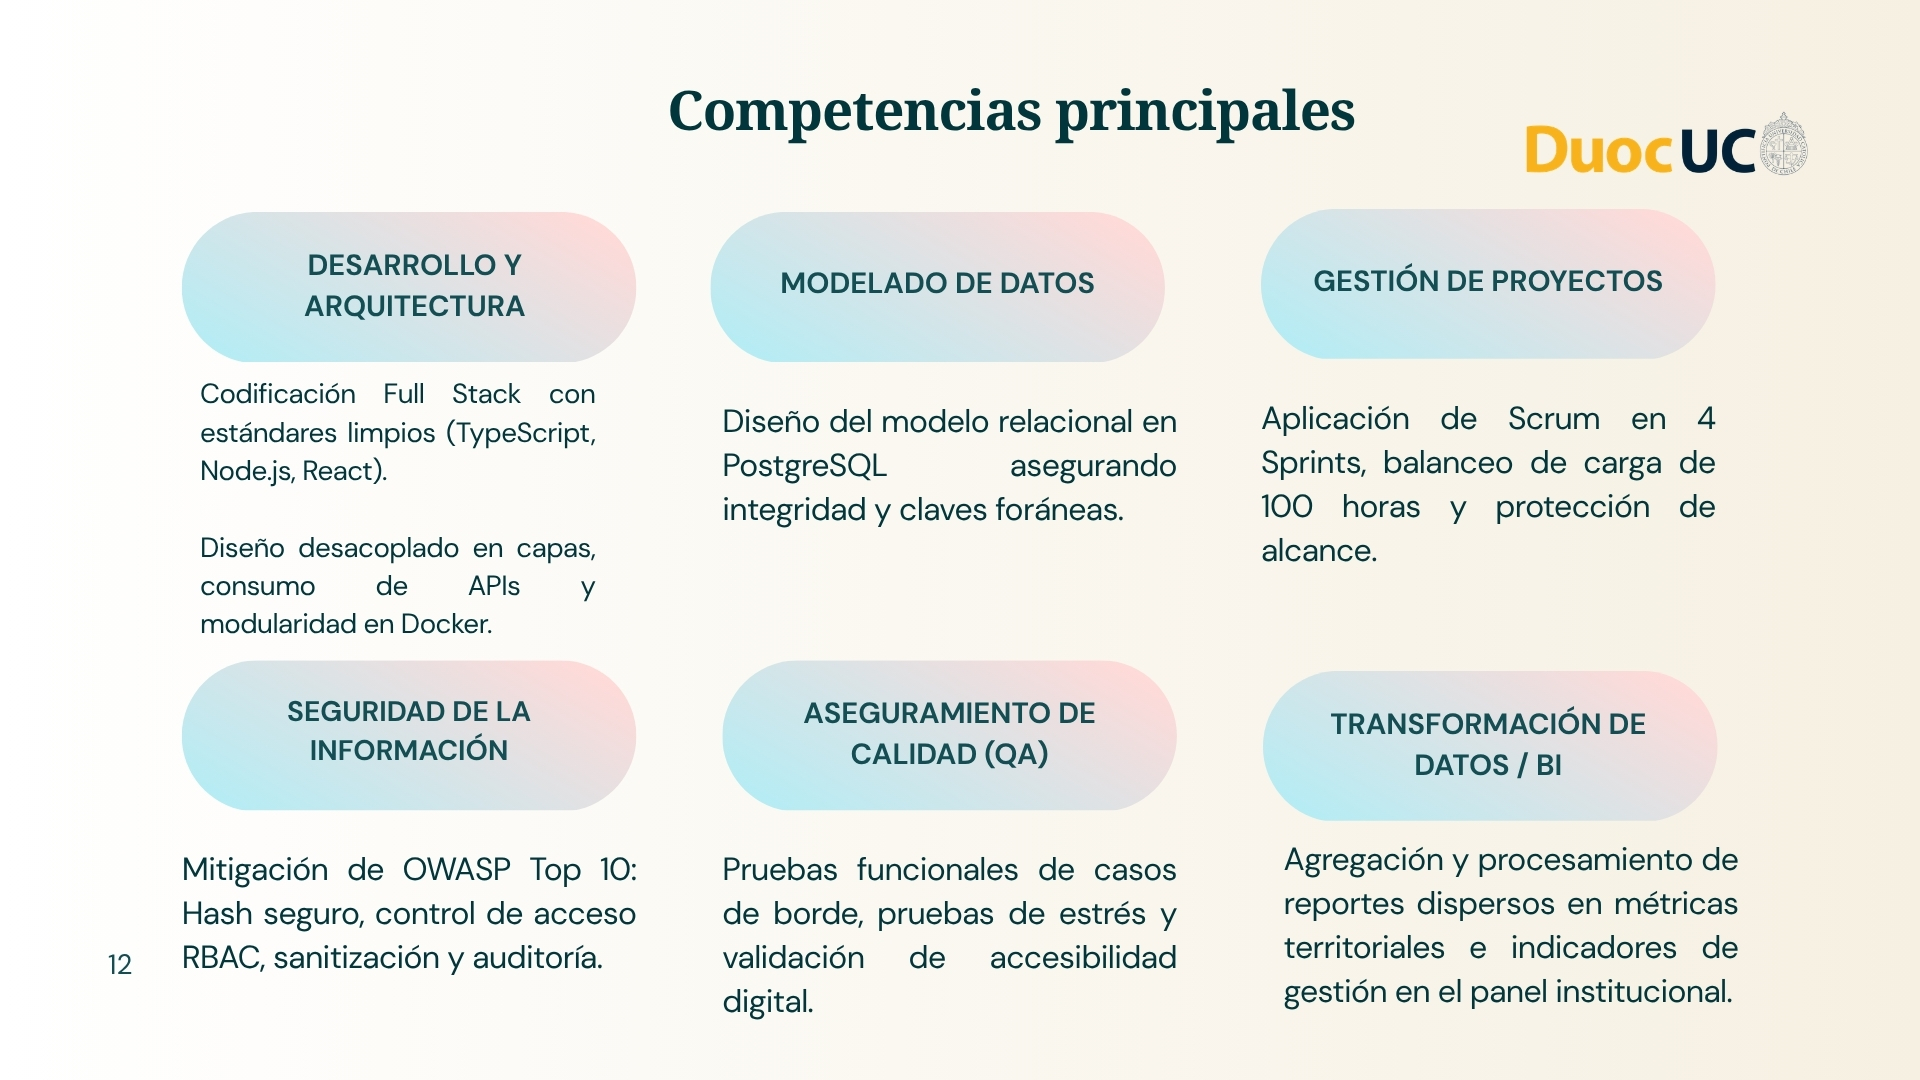 Competencias principales
Duoc UC
DESARROLLO Y
ARQUITECTURA
Codificación Full Stack con
estándares limpios (TypeScript,
Node.js, React).
Diseño desacoplado en capas,
consumo de APIs y
modularidad en Docker.
MODELADO DE DATOS
Diseño del modelo relacional en
PostgreSQL asegurando
integridad y claves foráneas.
GESTIÓN DE PROYECTOS
Aplicación de Scrum en 4
Sprints, balanceo de carga de
100 horas y protección de
alcance.
SEGURIDAD DE LA
INFORMACIÓN
Mitigación de OWASP Top 10:
Hash seguro, control de acceso
RBAC, sanitización y auditoría.
ASEGURAMIENTO DE
CALIDAD (QA)
Pruebas funcionales de casos
de borde, pruebas de estrés y
validación de accesibilidad
digital.
TRANSFORMACIÓN DE
DATOS / BI
Agregación y procesamiento de
reportes dispersos en métricas
territoriales e indicadores de
gestión en el panel institucional.
12